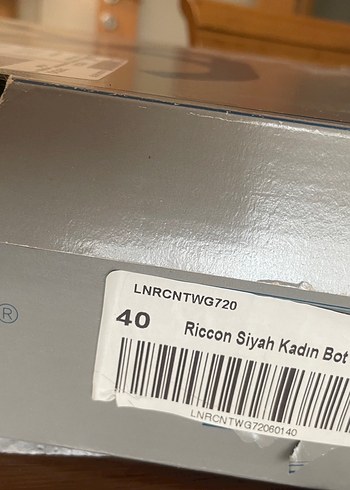 LNRCNTWG720
40 Riccon Siyah Kadın Bot
LNRCNTWG72060140
®